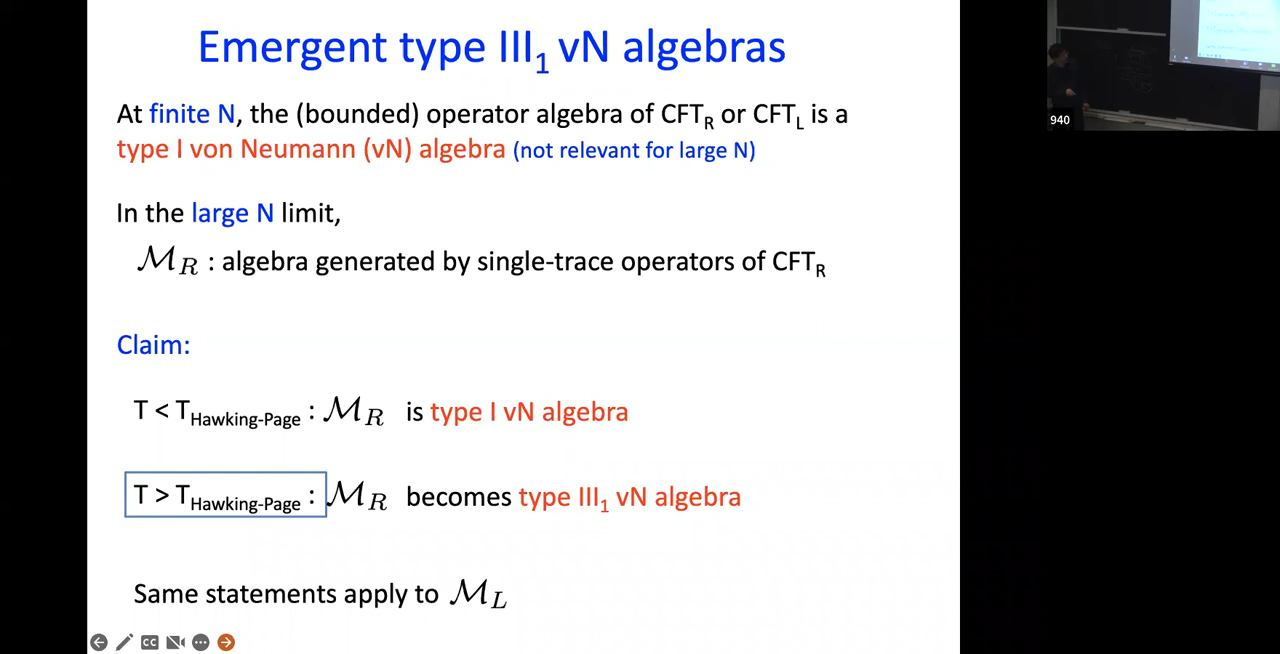 Emergent type III₁ vN algebras
At finite N, the (bounded) operator algebra of CFT_R or CFT_L is a
type I von Neumann (vN) algebra (not relevant for large N)
In the large N limit,
ℳ_R : algebra generated by single-trace operators of CFT_R
Claim:
T < T_Hawking-Page : ℳ_R is type I vN algebra
T > T_Hawking-Page : ℳ_R becomes type III₁ vN algebra
Same statements apply to ℳ_L
CC
940